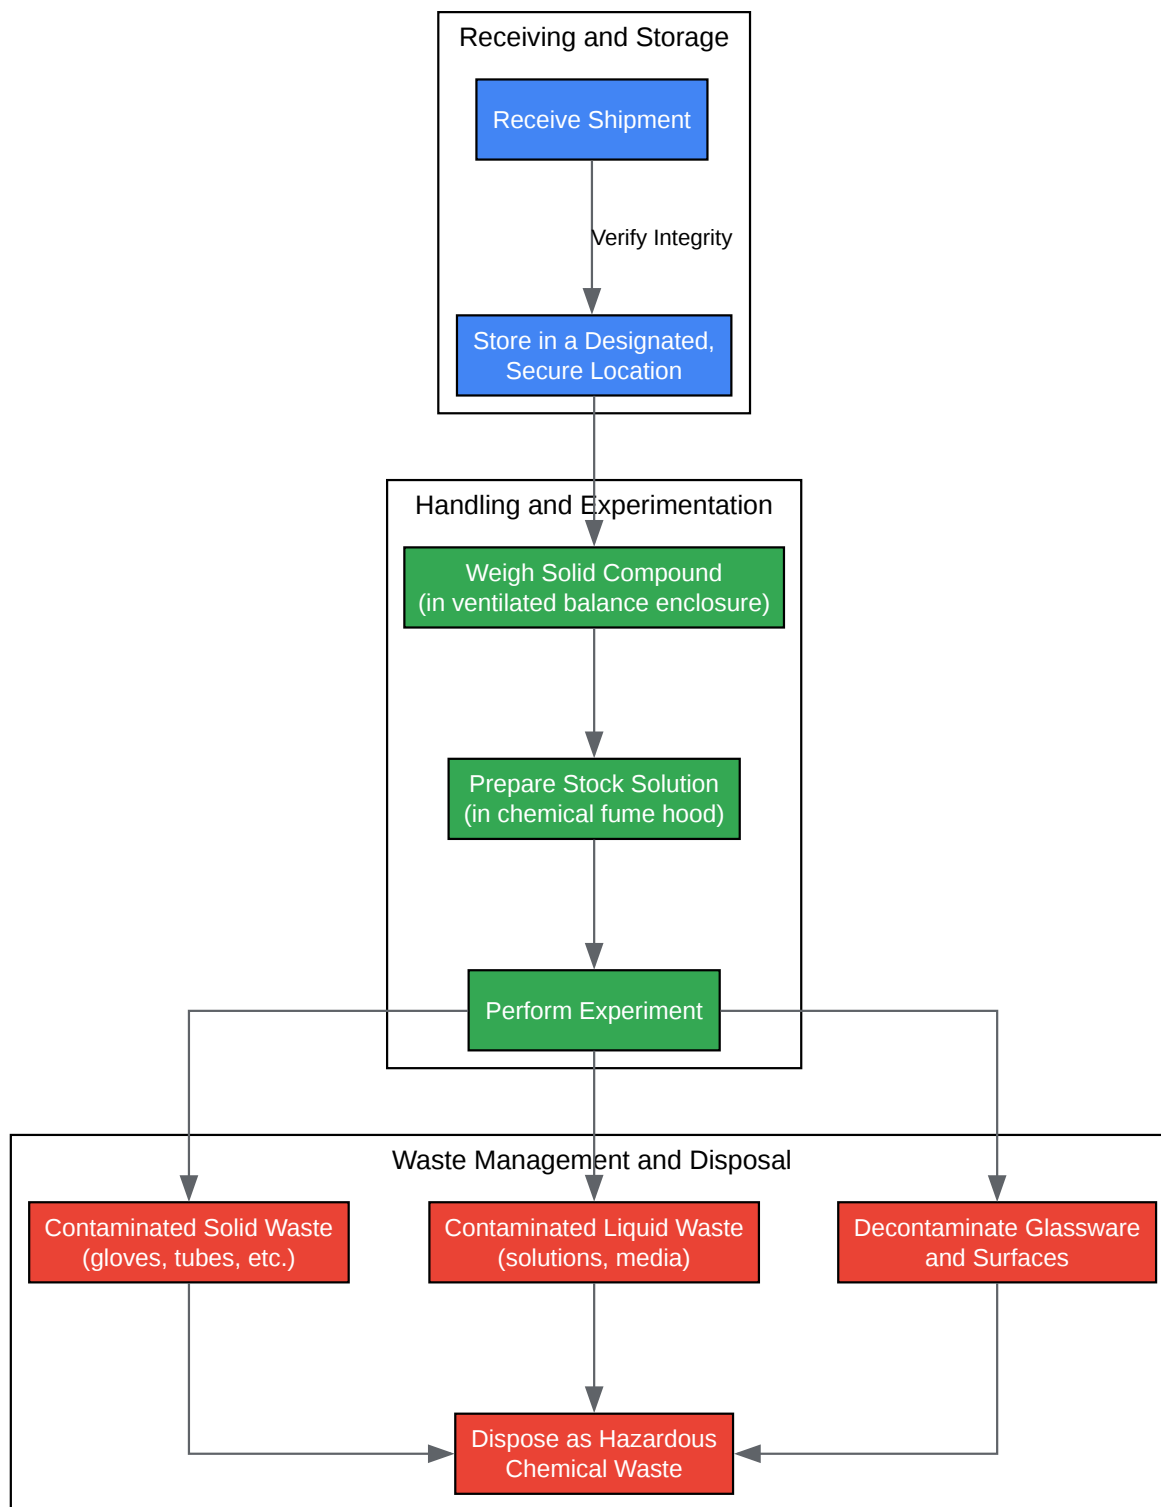 Receiving and Storage
Receive Shipment
Verify Integrity
Store in a Designated,
Secure Location
Handling and Experimentation
Weigh Solid Compound
(in ventilated balance enclosure)
Prepare Stock Solution
(in chemical fume hood)
Perform Experiment
Waste Management and Disposal
Contaminated Solid Waste
(gloves, tubes, etc.)
Contaminated Liquid Waste
(solutions, media)
Decontaminate Glassware
and Surfaces
Dispose as Hazardous
Chemical Waste